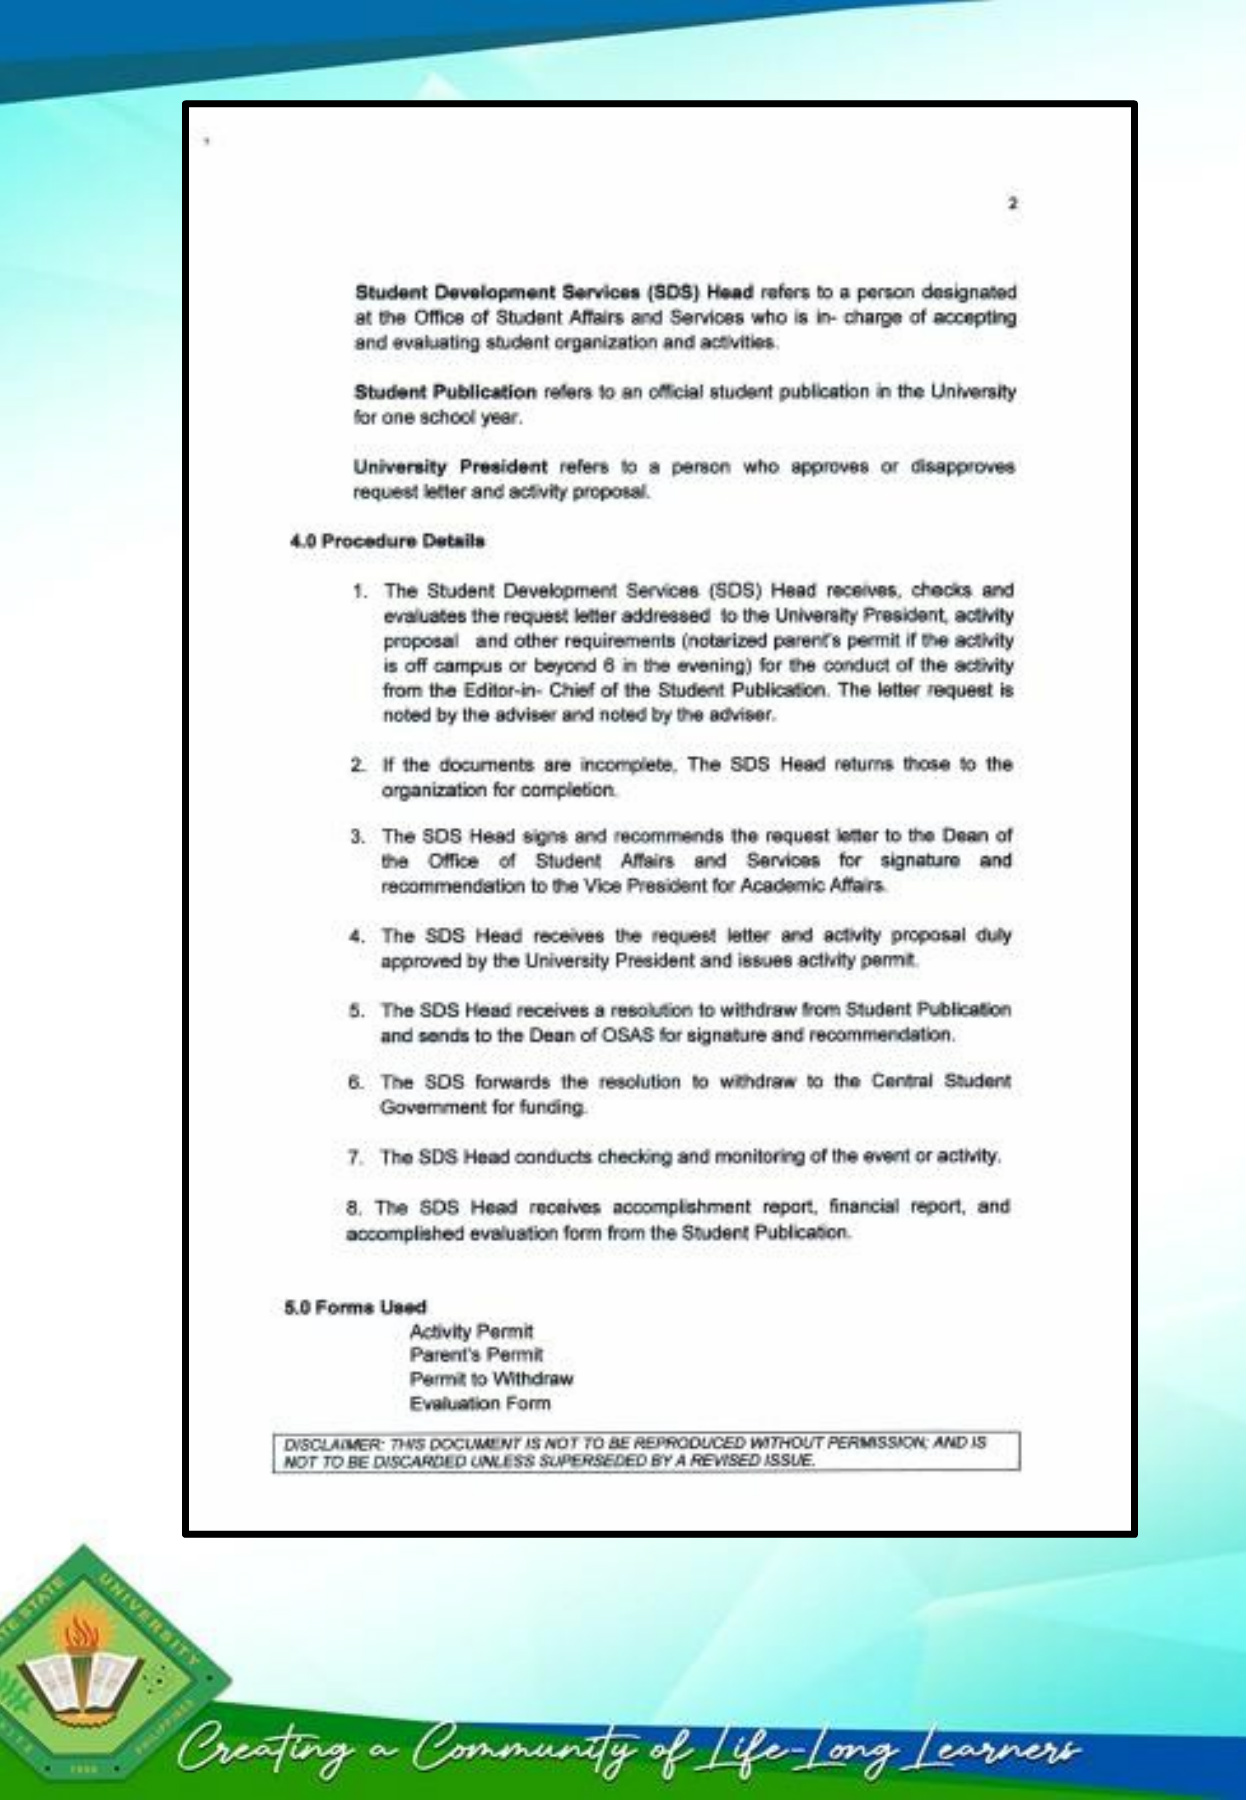 2
Student Development Services (SDS) Head refers to a person designated
at the Office of Student Affairs and Services who is in- charge of accepting
and evaluating student organization and activities.
Student Publication refers to an official student publication in the University
for one school year.
University President refers to a person who approves or disapproves
request letter and activity proposal.
4.0 Procedure Details
1. The Student Development Services (SDS) Head receives, checks and
evaluates the request letter addressed to the University President, activity
proposal and other requirements (notarized parent's permit if the activity
is off campus or beyond 6 in the evening) for the conduct of the activity
from the Editor-in- Chief of the Student Publication. The letter request is
noted by the adviser and noted by the adviser.
2. If the documents are incomplete, The SDS Head returns those to the
organization for completion.
3. The SDS Head signs and recommends the request letter to the Dean of
the Office of Student Affairs and Services for signature and
recommendation to the Vice President for Academic Affairs.
4. The SDS Head receives the request letter and activity proposal duly
approved by the University President and issues activity permit.
5. The SDS Head receives a resolution to withdraw from Student Publication
and sends to the Dean of OSAS for signature and recommendation.
6. The SDS forwards the resolution to withdraw to the Central Student
Government for funding.
7. The SDS Head conducts checking and monitoring of the event or activity.
8. The SDS Head receives accomplishment report, financial report, and
accomplished evaluation form from the Student Publication.
5.0 Forms Used
Activity Permit
Parent's Permit
Permit to Withdraw
Evaluation Form
DISCLAIMER: THIS DOCUMENT IS NOT TO BE REPRODUCED WITHOUT PERMISSION; AND IS
NOT TO BE DISCARDED UNLESS SUPERSEDED BY A REVISED ISSUE.
STATE UNIVERSITY
PHILIPPINES
Creating a Community of Life-Long Learners